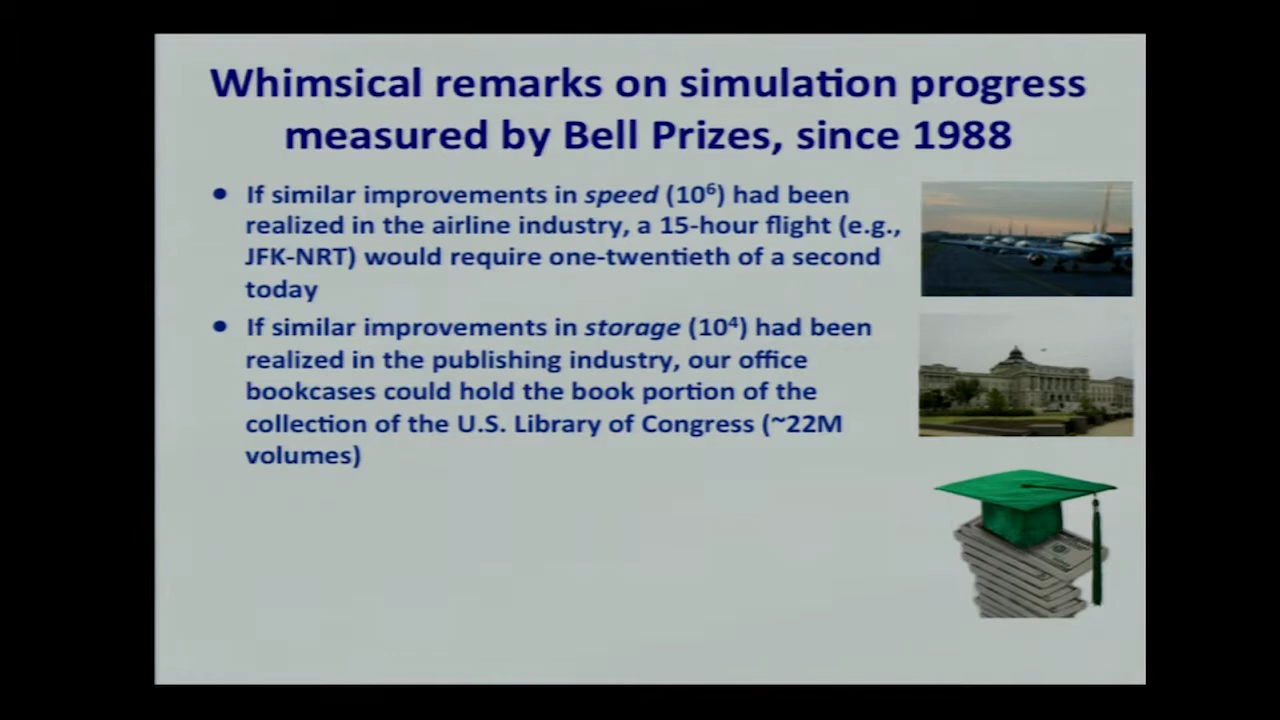 Whimsical remarks on simulation progress
measured by Bell Prizes, since 1988
• If similar improvements in speed (10⁶) had been
realized in the airline industry, a 15-hour flight (e.g.,
JFK-NRT) would require one-twentieth of a second
today
• If similar improvements in storage (10⁴) had been
realized in the publishing industry, our office
bookcases could hold the book portion of the
collection of the U.S. Library of Congress (~22M
volumes)